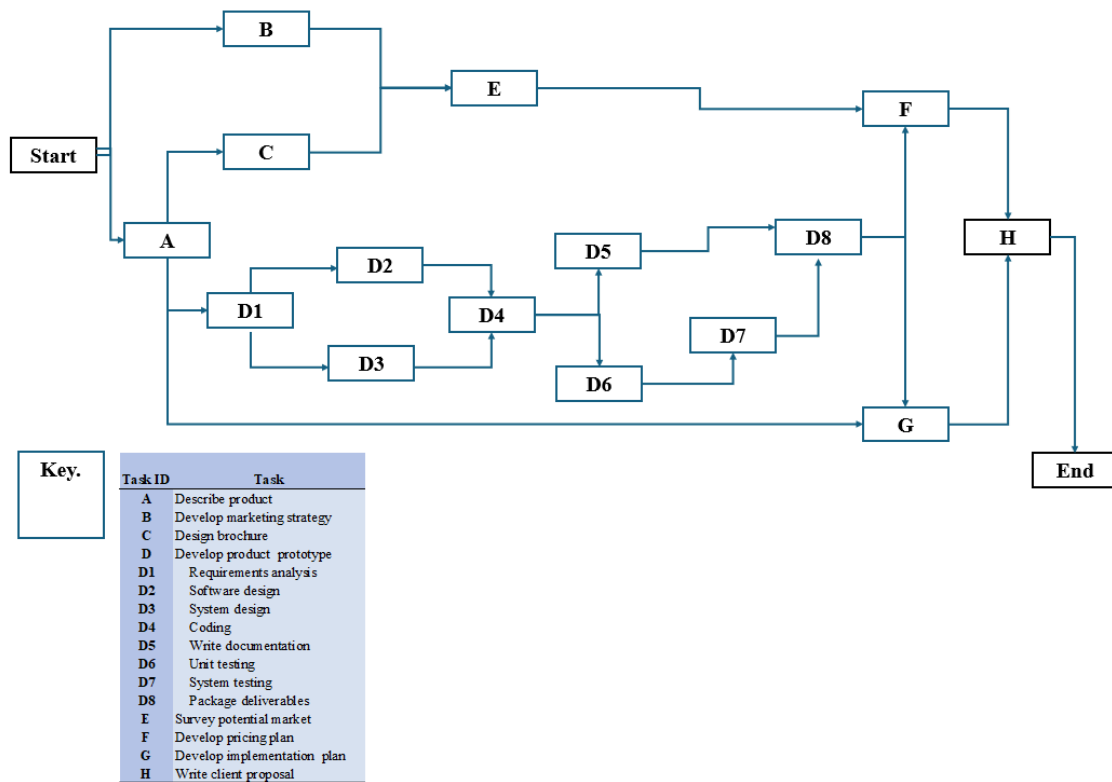 B
E
F
Start
C
A
D2
D5
D8
H
D1
D4
D7
D3
D6
G
End
Key.
Task ID Task
A Describe product
B Develop marketing strategy
C Design brochure
D Develop product prototype
D1 Requirements analysis
D2 Software design
D3 System design
D4 Coding
D5 Write documentation
D6 Unit testing
D7 System testing
D8 Package deliverables
E Survey potential market
F Develop pricing plan
G Develop implementation plan
H Write client proposal